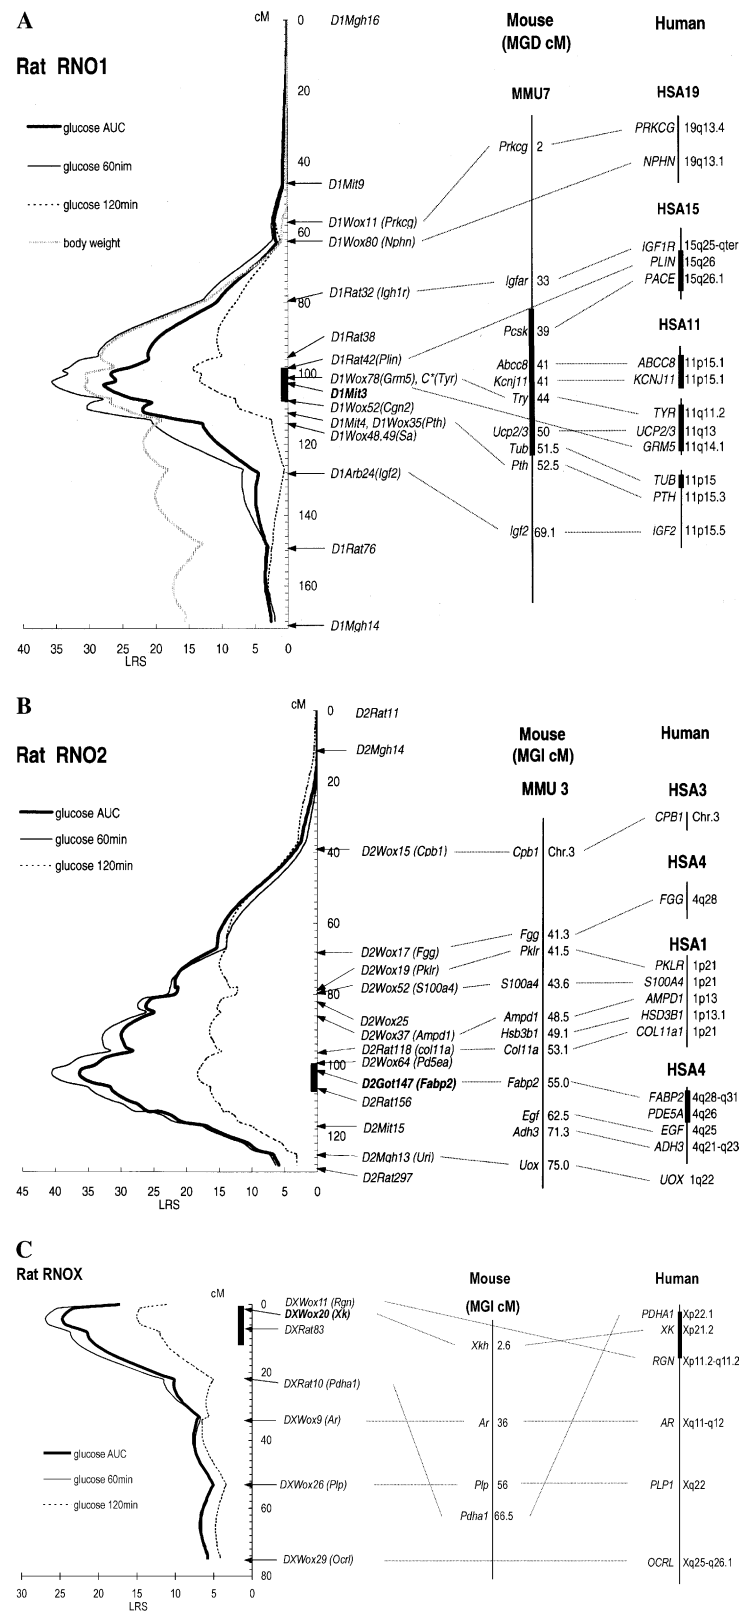 A
Rat RNO1
glucose AUC
glucose 60nim
glucose 120min
body weight
cM
0
20
40
60
80
100
120
140
160
40 35 30 25 20 15 10 5 0
LRS
D1Mgh16
D1Mit9
D1Wox11 (Prkcg)
D1Wox80 (Nphn)
D1Rat32 (Igh1r)
D1Rat38
D1Rat42(Plin)
D1Wox78(Grm5), C*(Tyr)
D1Mit3
D1Wox52(Cgn2)
D1Mit4, D1Wox35(Pth)
D1Wox48,49(Sa)
D1Arb24(Igf2)
D1Rat76
D1Mgh14
Mouse
(MGD cM)
MMU7
Prkcg 2
Igfar 33
Pcsk 39
Abcc8 41
Kcnj11 41
Try 44
Ucp2/3 50
Tub 51.5
Pth 52.5
Igf2 69.1
Human
HSA19
PRKCG 19q13.4
NPHN 19q13.1
HSA15
IGF1R 15q25-qter
PLIN 15q26
PACE 15q26.1
HSA11
ABCC8 11p15.1
KCNJ11 11p15.1
TYR 11q11.2
UCP2/3 11q13
GRM5 11q14.1
TUB 11p15
PTH 11p15.3
IGF2 11p15.5
B
Rat RNO2
glucose AUC
glucose 60min
glucose 120min
cM
0
20
40
60
80
100
120
45 40 35 30 25 20 15 10 5 0
LRS
D2Rat11
D2Mgh14
D2Wox15 (Cpb1)
D2Wox17 (Fgg)
D2Wox19 (Pklr)
D2Wox52 (S100a4)
D2Wox25
D2Wox37 (Ampd1)
D2Rat118 (col11a)
D2Wox64 (Pd5ea)
D2Got147 (Fabp2)
D2Rat156
D2Mit15
D2Mgh13 (Uri)
D2Rat297
Mouse
(MGI cM)
MMU 3
Cpb1 Chr.3
Fgg 41.3
Pklr 41.5
S100a4 43.6
Ampd1 48.5
Hsb3b1 49.1
Col11a 53.1
Fabp2 55.0
Egf 62.5
Adh3 71.3
Uox 75.0
Human
HSA3
CPB1 Chr.3
HSA4
FGG 4q28
HSA1
PKLR 1p21
S100A4 1p21
AMPD1 1p13
HSD3B1 1p13.1
COL11a1 1p21
HSA4
FABP2 4q28-q31
PDE5A 4q26
EGF 4q25
ADH3 4q21-q23
UOX 1q22
C
Rat RNOX
cM
0
20
40
60
80
glucose AUC
glucose 60min
glucose 120min
30 25 20 15 10 5 0
LRS
DXWox11 (Rgn)
DXWox20 (Xk)
DXRat83
DXRat10 (Pdha1)
DXWox9 (Ar)
DXWox26 (Plp)
DXWox29 (Ocrl)
Mouse
(MGI cM)
Xkh 2.6
Ar 36
Plp 56
Pdha1 66.5
Human
PDHA1 Xp22.1
XK Xp21.2
RGN Xp11.2-q11.2
AR Xq11-q12
PLP1 Xq22
OCRL Xq25-q26.1